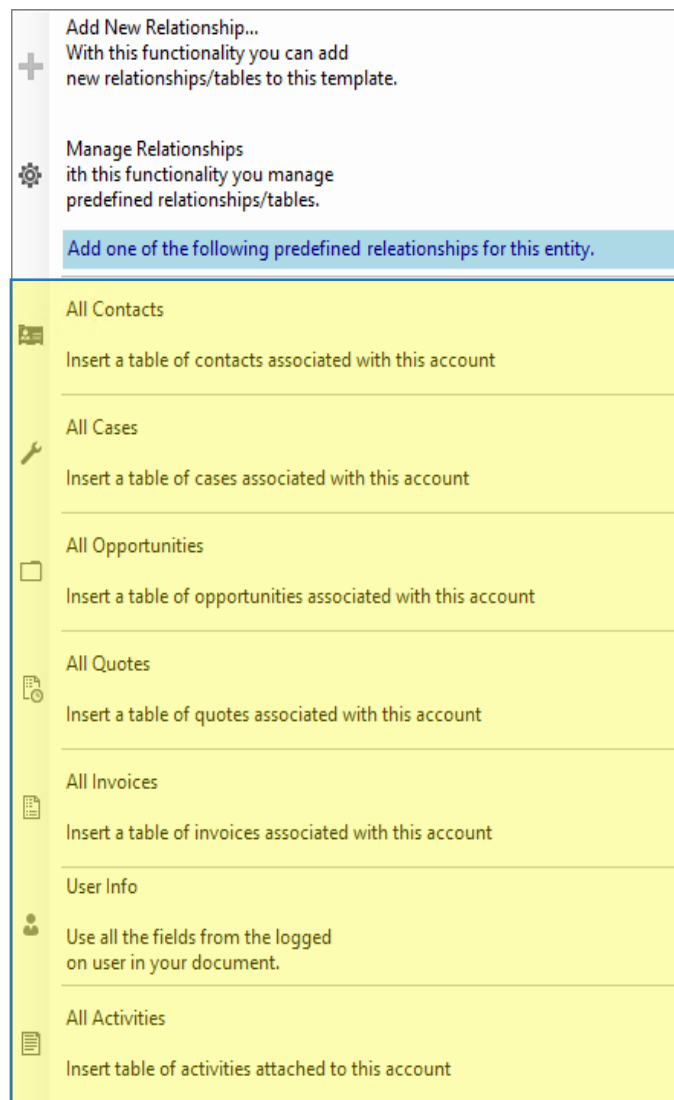 Add New Relationship...
With this functionality you can add
new relationships/tables to this template.
Manage Relationships
ith this functionality you manage
predefined relationships/tables.
Add one of the following predefined releationships for this entity.
All Contacts
Insert a table of contacts associated with this account
All Cases
Insert a table of cases associated with this account
All Opportunities
Insert a table of opportunities associated with this account
All Quotes
Insert a table of quotes associated with this account
All Invoices
Insert a table of invoices associated with this account
User Info
Use all the fields from the logged
on user in your document.
All Activities
Insert table of activities attached to this account